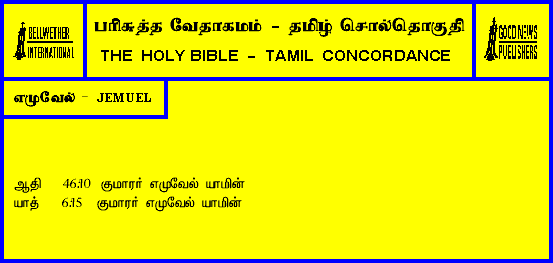 BELLWETHER
INTERNATIONAL
பரிசுத்த வேதாகமம் - தமிழ் சொல்தொகுதி
THE HOLY BIBLE - TAMIL CONCORDANCE
GOOD NEWS
PUBLISHERS
எமுவேல் - JEMUEL
ஆதி 46:10 குமாரர் எமுவேல் யாமின்
யாத் 6:15 குமாரர் எமுவேல் யாமின்